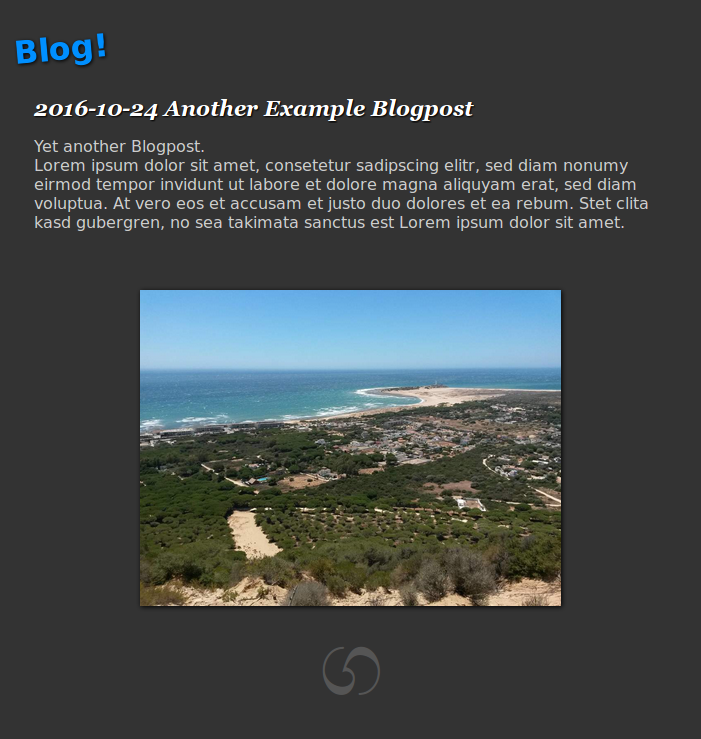 Blog!
2016-10-24 Another Example Blogpost
Yet another Blogpost.
Lorem ipsum dolor sit amet, consetetur sadipscing elitr, sed diam nonumy
eirmod tempor invidunt ut labore et dolore magna aliquyam erat, sed diam
voluptua. At vero eos et accusam et justo duo dolores et ea rebum. Stet clita
kasd gubergren, no sea takimata sanctus est Lorem ipsum dolor sit amet.